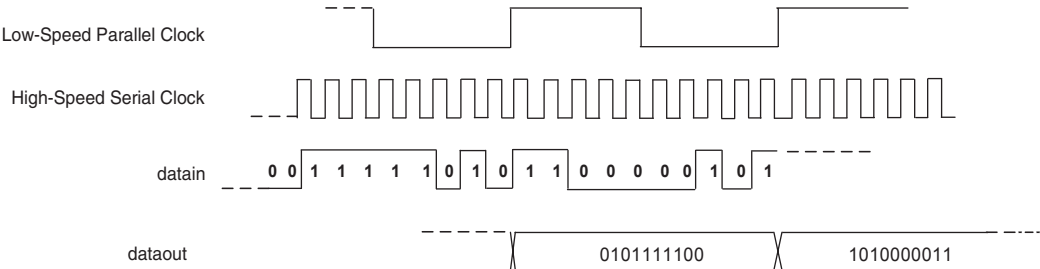 Low-Speed Parallel Clock
High-Speed Serial Clock
datain 0 0 1 1 1 1 1 0 1 0 1 1 0 0 0 0 0 1 0 1
dataout 0101111100 1010000011